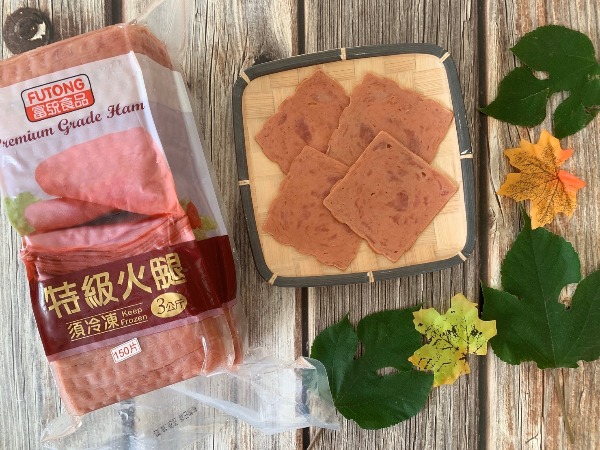 FUTONG
富統食品
Premium Grade Ham
特級火腿
3公斤
須冷凍 Keep Frozen
150片